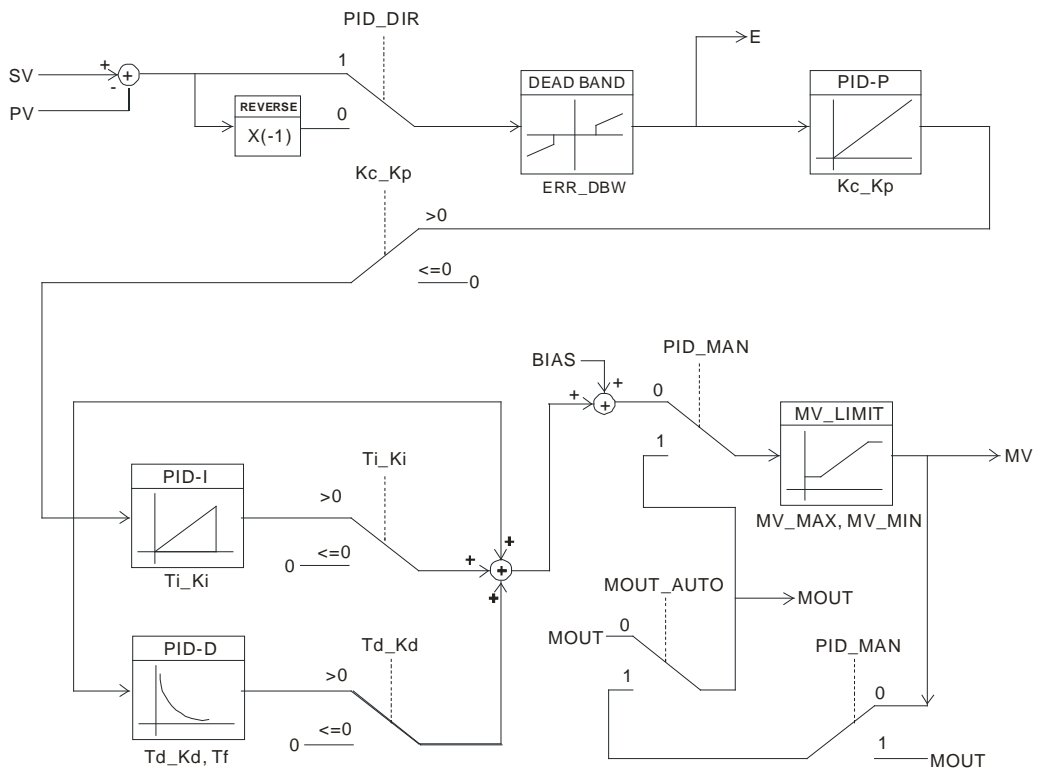 PID_DIR
SV
+
+
-
PV
1
REVERSE
X(-1)
0
DEAD BAND
ERR_DBW
E
PID-P
Kc_Kp
Kc_Kp
>0
<=0
0
BIAS
+
+
+
PID_MAN
0
1
MV_LIMIT
MV_MAX, MV_MIN
MV
PID-I
Ti_Ki
Ti_Ki
>0
0
<=0
+
+
+
+
PID-D
Td_Kd, Tf
Td_Kd
>0
0
<=0
MOUT_AUTO
MOUT
0
1
MOUT
PID_MAN
0
1
MOUT